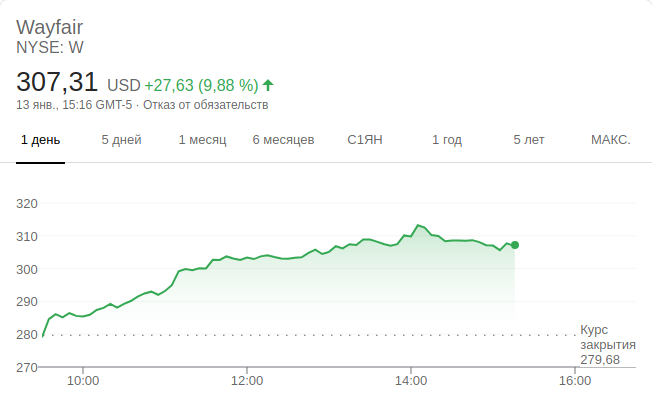 Wayfair
NYSE: W
307,31 USD +27,63 (9,88 %)
13 янв., 15:16 GMT-5 · Отказ от обязательств
1 день 5 дней 1 месяц 6 месяцев С1ЯН 1 год 5 лет МАКС.
320
310
300
290
280
Курс
закрытия
279,68
270
10:00 12:00 14:00 16:00